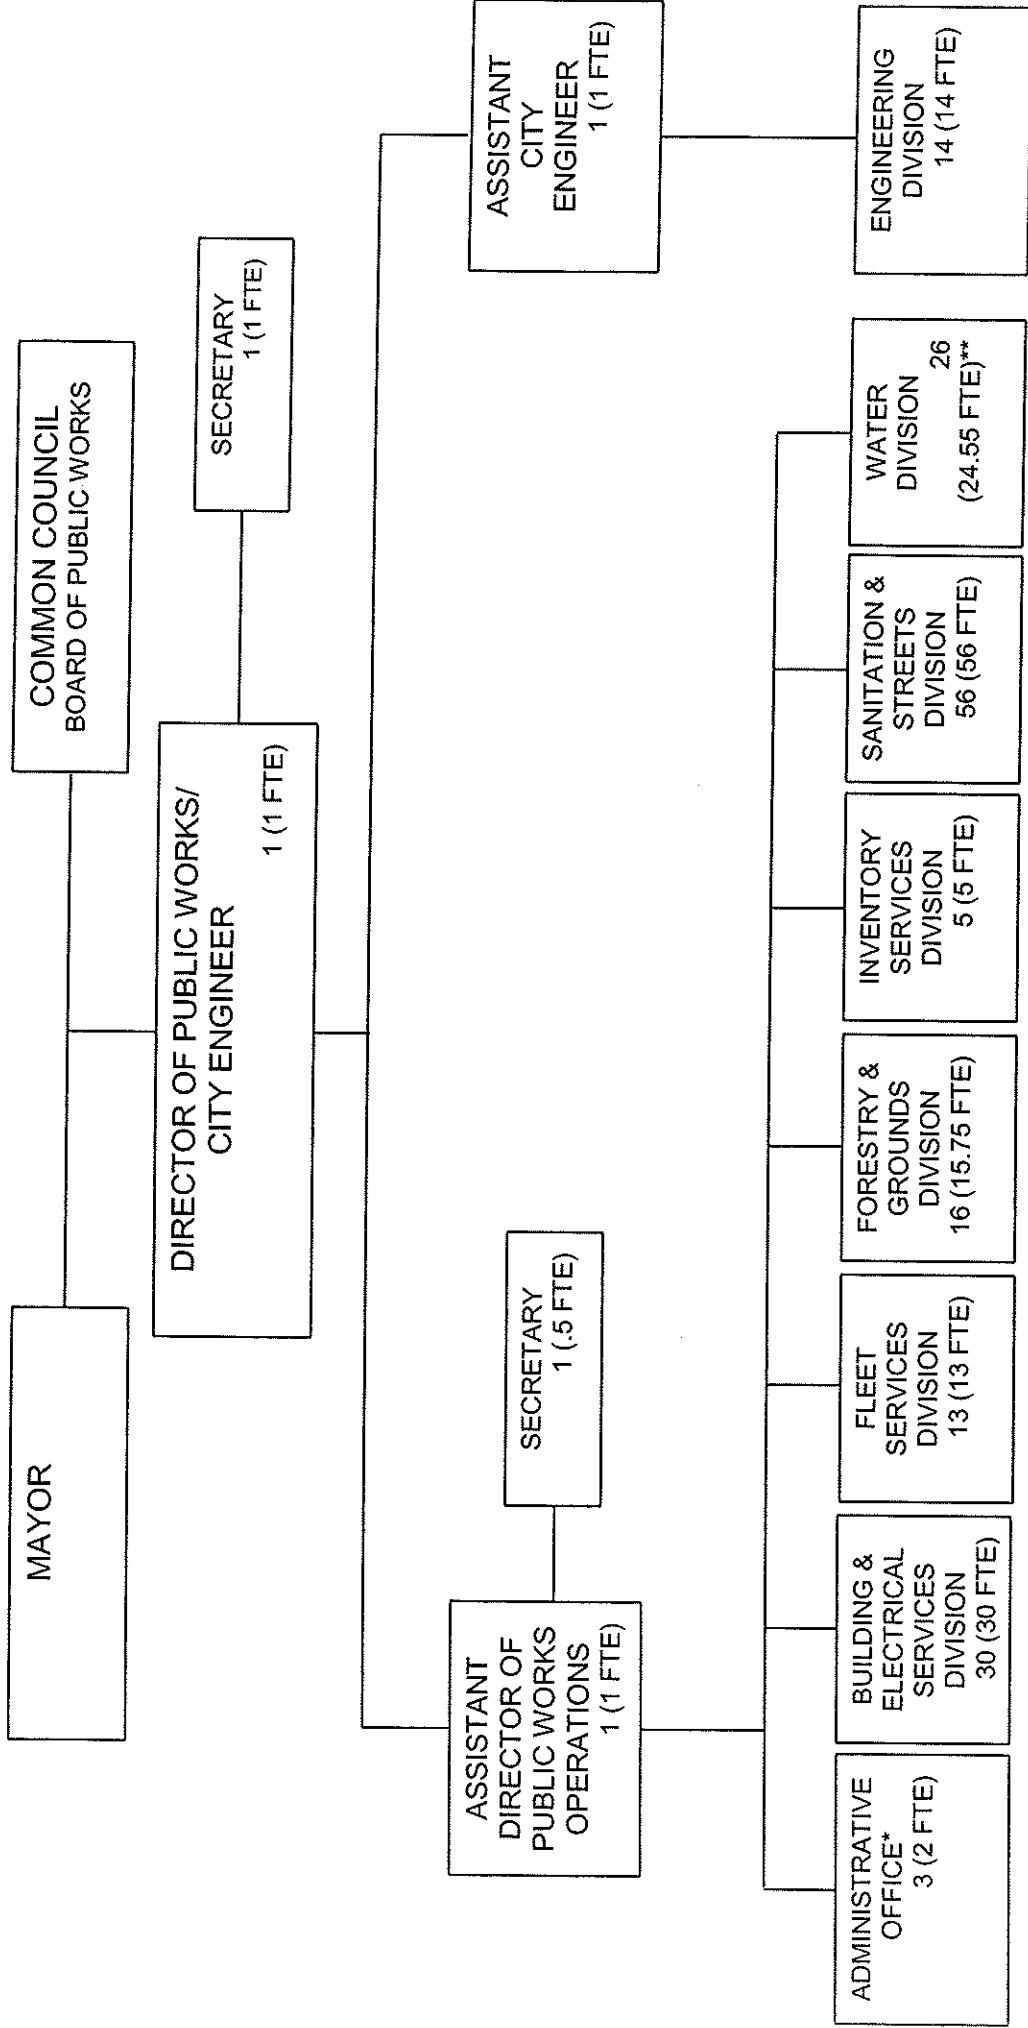 MAYOR
COMMON COUNCIL
BOARD OF PUBLIC WORKS
DIRECTOR OF PUBLIC WORKS/
CITY ENGINEER
1 (1 FTE)
SECRETARY
1 (1 FTE)
ASSISTANT
DIRECTOR OF
PUBLIC WORKS
OPERATIONS
1 (1 FTE)
SECRETARY
1 (.5 FTE)
ASSISTANT
CITY
ENGINEER
1 (1 FTE)
ADMINISTRATIVE
OFFICE*
3 (2 FTE)
BUILDING &
ELECTRICAL
SERVICES
DIVISION
30 (30 FTE)
FLEET
SERVICES
DIVISION
13 (13 FTE)
FORESTRY &
GROUNDS
DIVISION
16 (15.75 FTE)
INVENTORY
SERVICES
DIVISION
5 (5 FTE)
SANITATION &
STREETS
DIVISION
56 (56 FTE)
WATER
DIVISION
26
(24.55 FTE)**
ENGINEERING
DIVISION
14 (14 FTE)